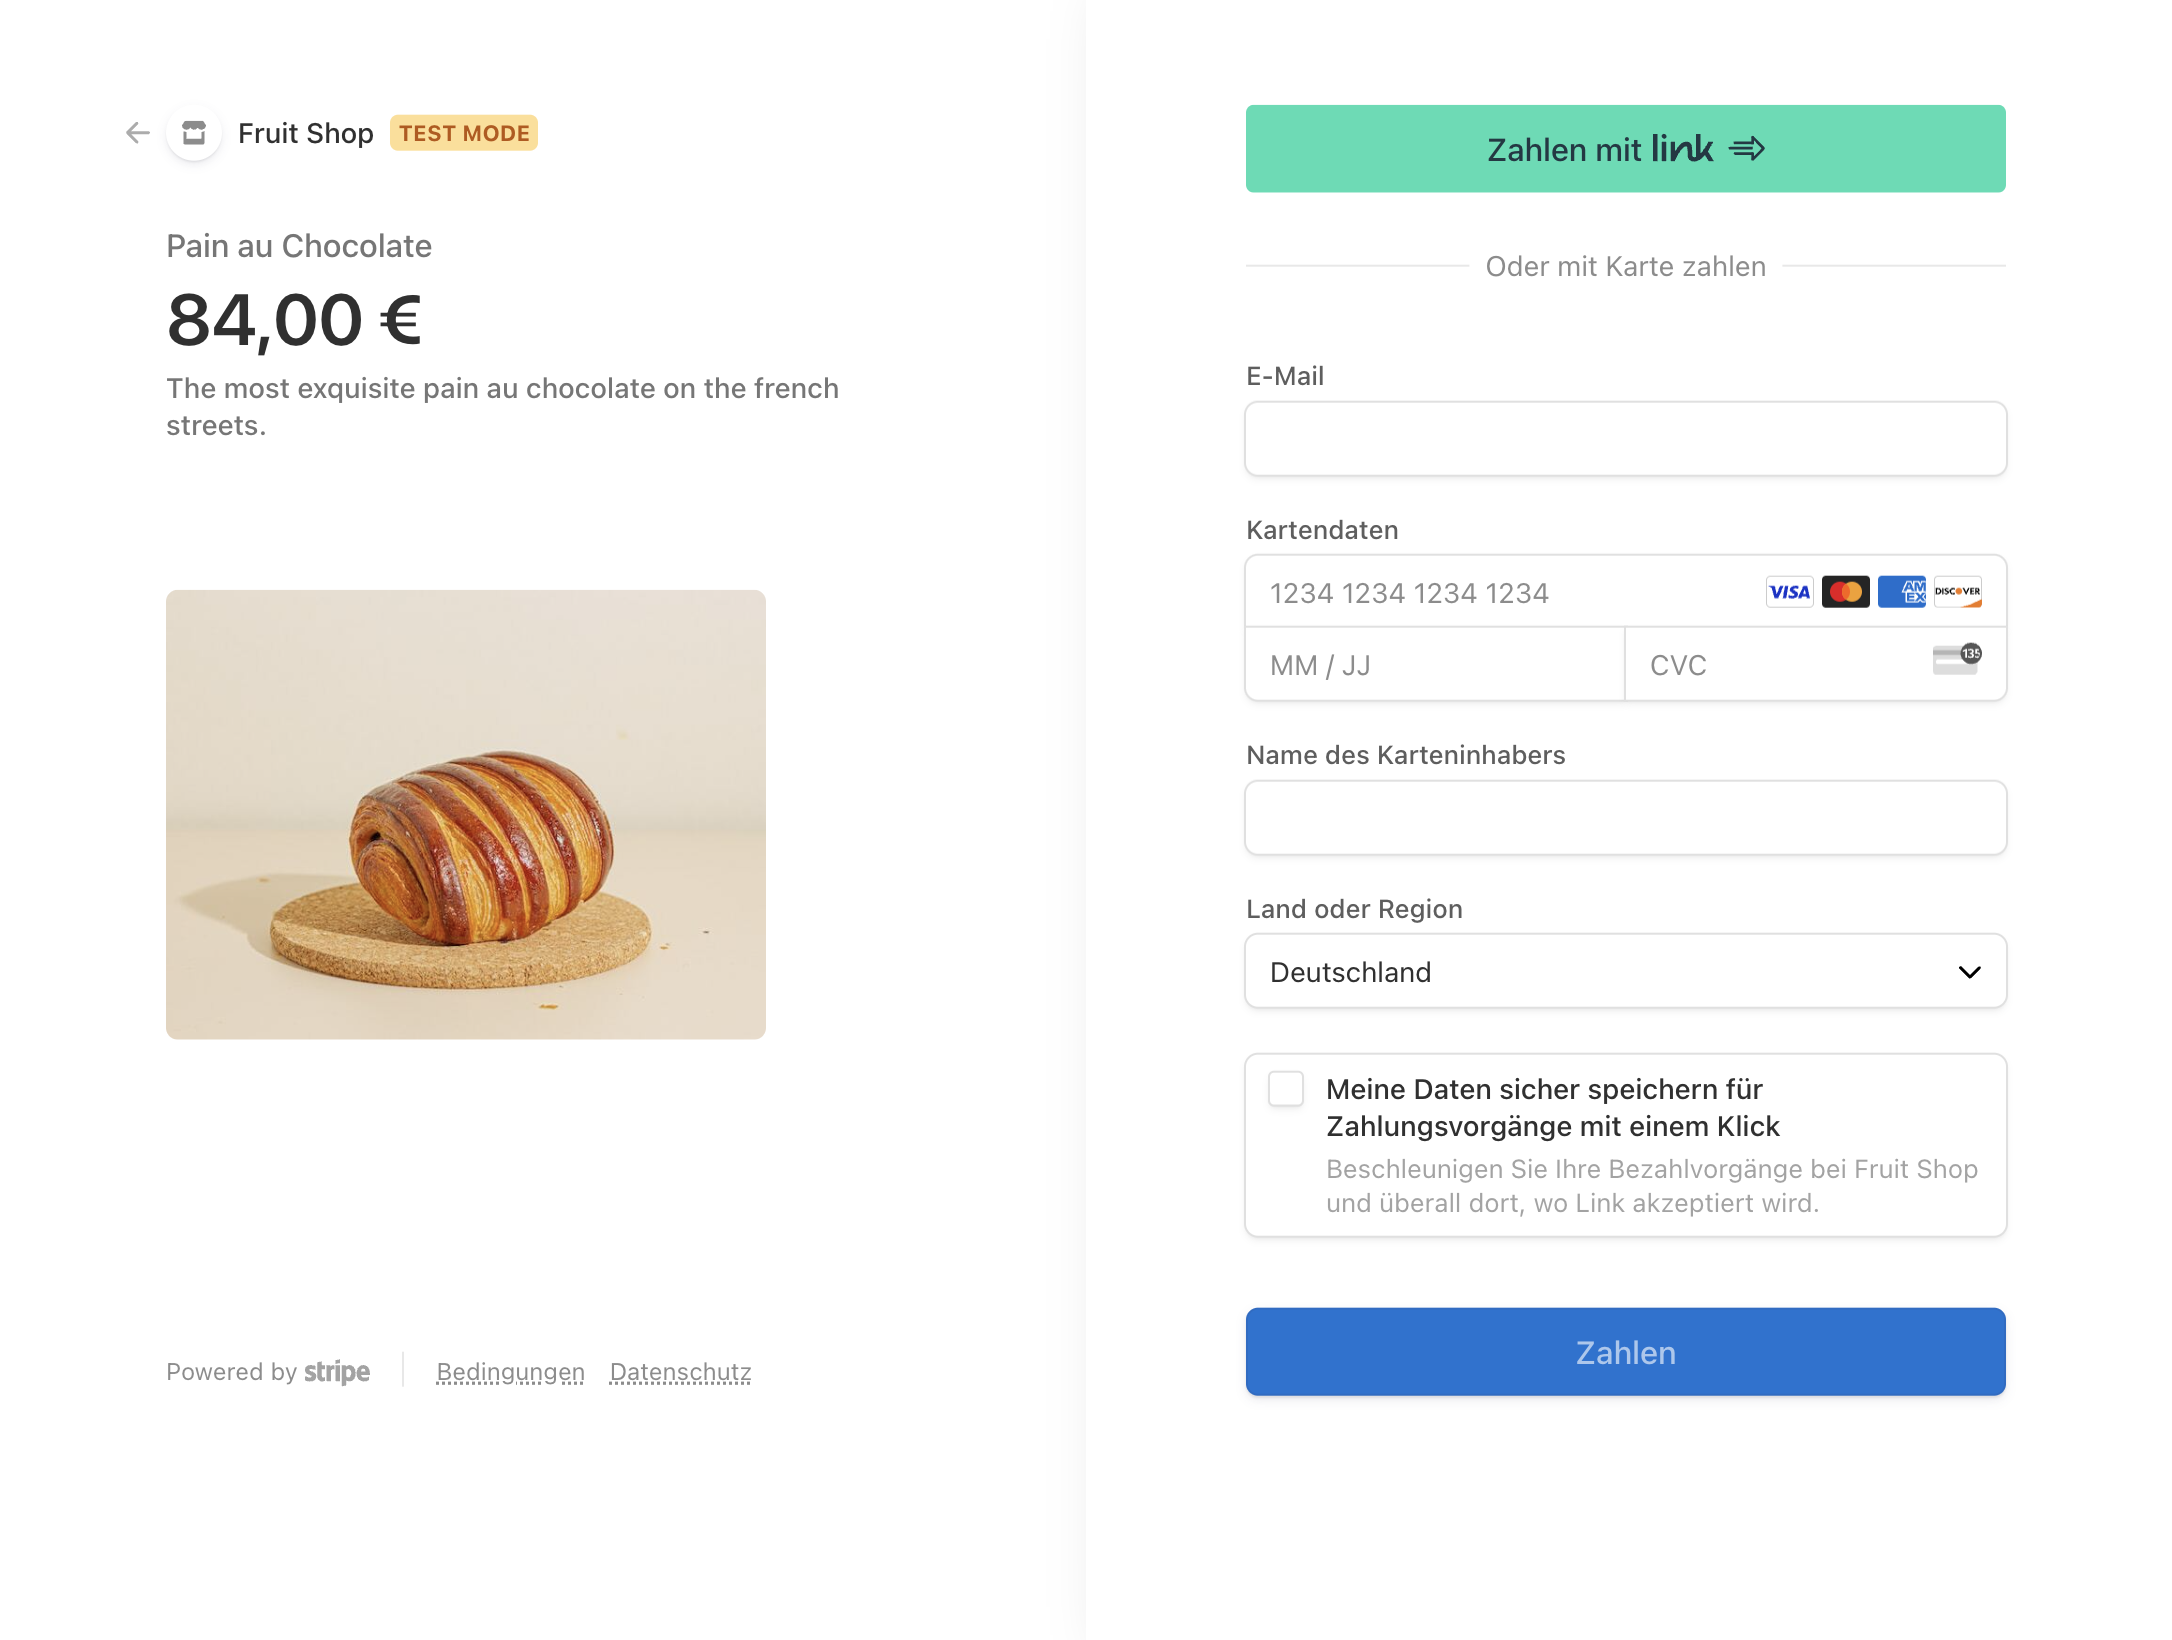 Fruit Shop TEST MODE
Pain au Chocolate
84,00 €
The most exquisite pain au chocolate on the french
streets.
Powered by stripe
Bedingungen Datenschutz
Zahlen mit link
Oder mit Karte zahlen
E-Mail
Kartendaten
1234 1234 1234 1234 VISA AMEX DISCOVER
MM / JJ CVC 135
Name des Karteninhabers
Land oder Region
Deutschland
Meine Daten sicher speichern für
Zahlungsvorgänge mit einem Klick
Beschleunigen Sie Ihre Bezahlvorgänge bei Fruit Shop
und überall dort, wo Link akzeptiert wird.
Zahlen